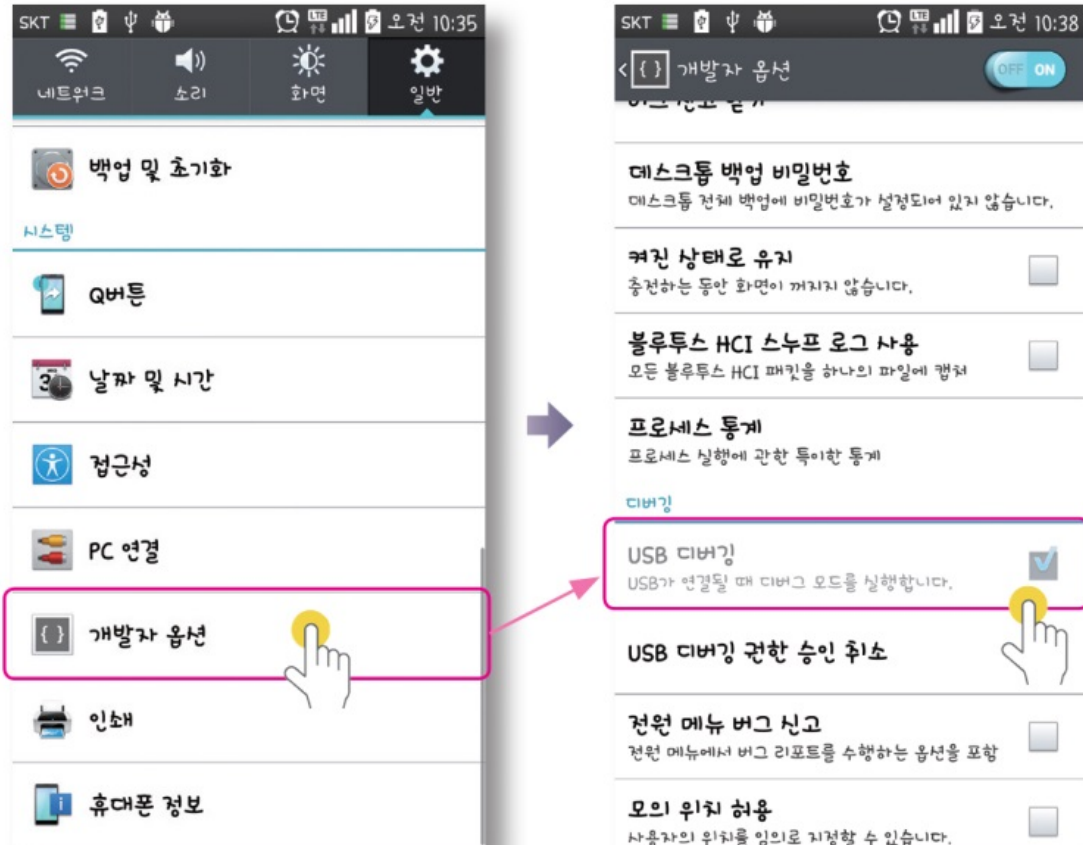 SKT
오전 10:35
네트워크 소리 화면 일반
백업 및 초기화
시스템
Q버튼
날짜 및 시간
접근성
PC 연결
개발자 옵션
인쇄
휴대폰 정보
SKT
오전 10:38
개발자 옵션
OFF ON
데스크톱 백업 비밀번호
데스크톱 전체 백업에 비밀번호가 설정되어 있지 않습니다.
켜진 상태로 유지
충전하는 동안 화면이 꺼지지 않습니다.
블루투스 HCI 스누프 로그 사용
모든 블루투스 HCI 패킷을 하나의 파일에 캡처
프로세스 통계
프로세스 실행에 관한 특이한 통계
디버깅
USB 디버깅
USB가 연결될 때 디버그 모드를 실행합니다.
USB 디버깅 권한 승인 취소
전원 메뉴 버그 신고
전원 메뉴에서 버그 리포트를 수행하는 옵션을 포함
모의 위치 허용
사용자의 위치를 임의로 지정할 수 있습니다.